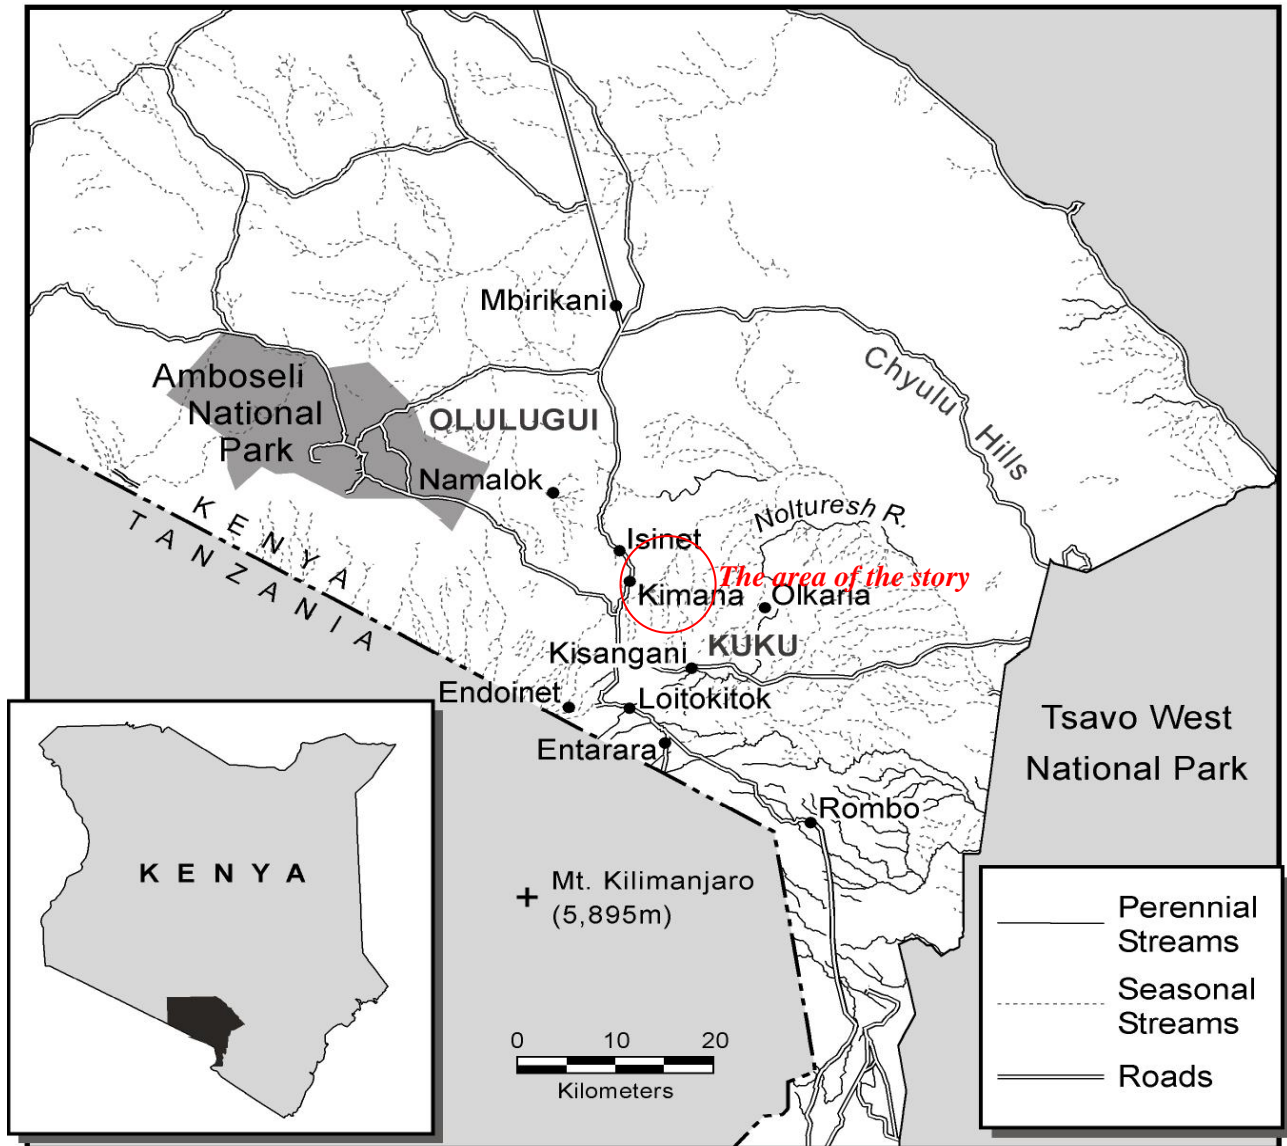 Mbirikani
Amboseli
National
Park
OLULUGUI
Namalok
Chyulu
Hills
Nolturesh R.
KENYA
TANZANIA
Isinet
The area of the story
Kimana
Olkaria
KUKU
Kisangani
Endoinet
Loitokitok
Entarara
Rombo
Tsavo West
National Park
Mt. Kilimanjaro
(5,895m)
KENYA
0 10 20
Kilometers
Perennial
Streams
Seasonal
Streams
Roads